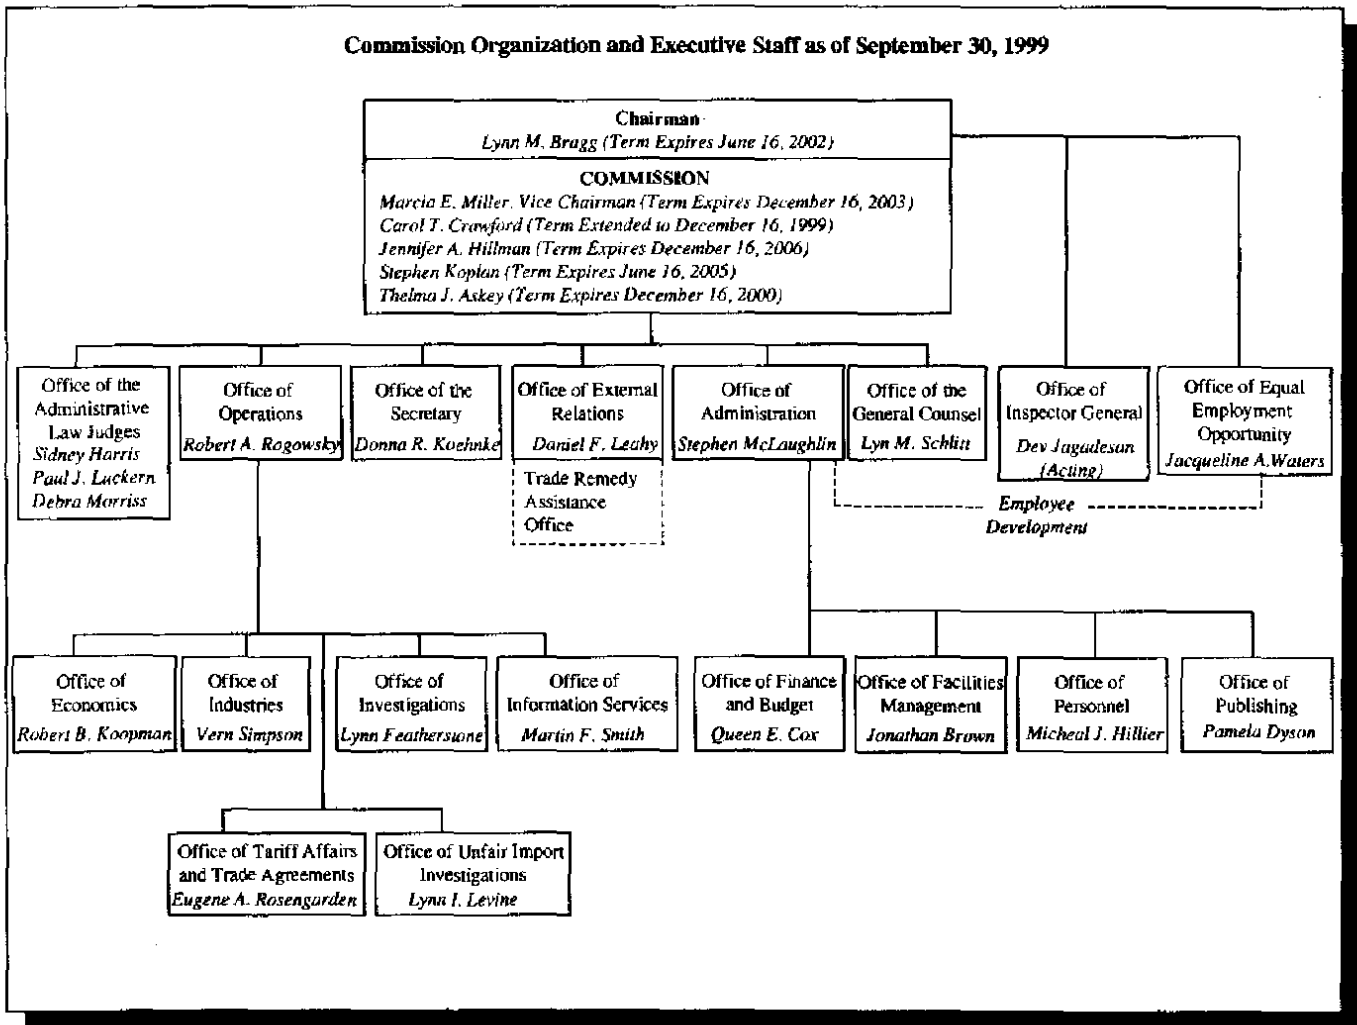 Commission Organization and Executive Staff as of September 30, 1999
Chairman
Lynn M. Bragg (Term Expires June 16, 2002)
COMMISSION
Marcia E. Miller, Vice Chairman (Term Expires December 16, 2003)
Carol T. Crawford (Term Extended to December 16, 1999)
Jennifer A. Hillman (Term Expires December 16, 2006)
Stephen Koplan (Term Expires June 16, 2005)
Thelma J. Askey (Term Expires December 16, 2000)
Office of the
Administrative
Law Judges
Sidney Harris
Paul J. Luckern
Debra Morriss
Office of
Operations
Robert A. Rogowsky
Office of the
Secretary
Donna R. Koehnke
Office of External
Relations
Daniel F. Leahy
Trade Remedy
Assistance
Office
Office of
Administration
Stephen McLaughlin
Office of the
General Counsel
Lyn M. Schlitt
Office of
Inspector General
Dev Jagadesan
(Acting)
Office of Equal
Employment
Opportunity
Jacqueline A.Waters
Employee
Development
Office of
Economics
Robert B. Koopman
Office of
Industries
Vern Simpson
Office of
Investigations
Lynn Featherstone
Office of
Information Services
Martin F. Smith
Office of Finance
and Budget
Queen E. Cox
Office of Facilities
Management
Jonathan Brown
Office of
Personnel
Micheal J. Hillier
Office of
Publishing
Pamela Dyson
Office of Tariff Affairs
and Trade Agreements
Eugene A. Rosengarden
Office of Unfair Import
Investigations
Lynn I. Levine